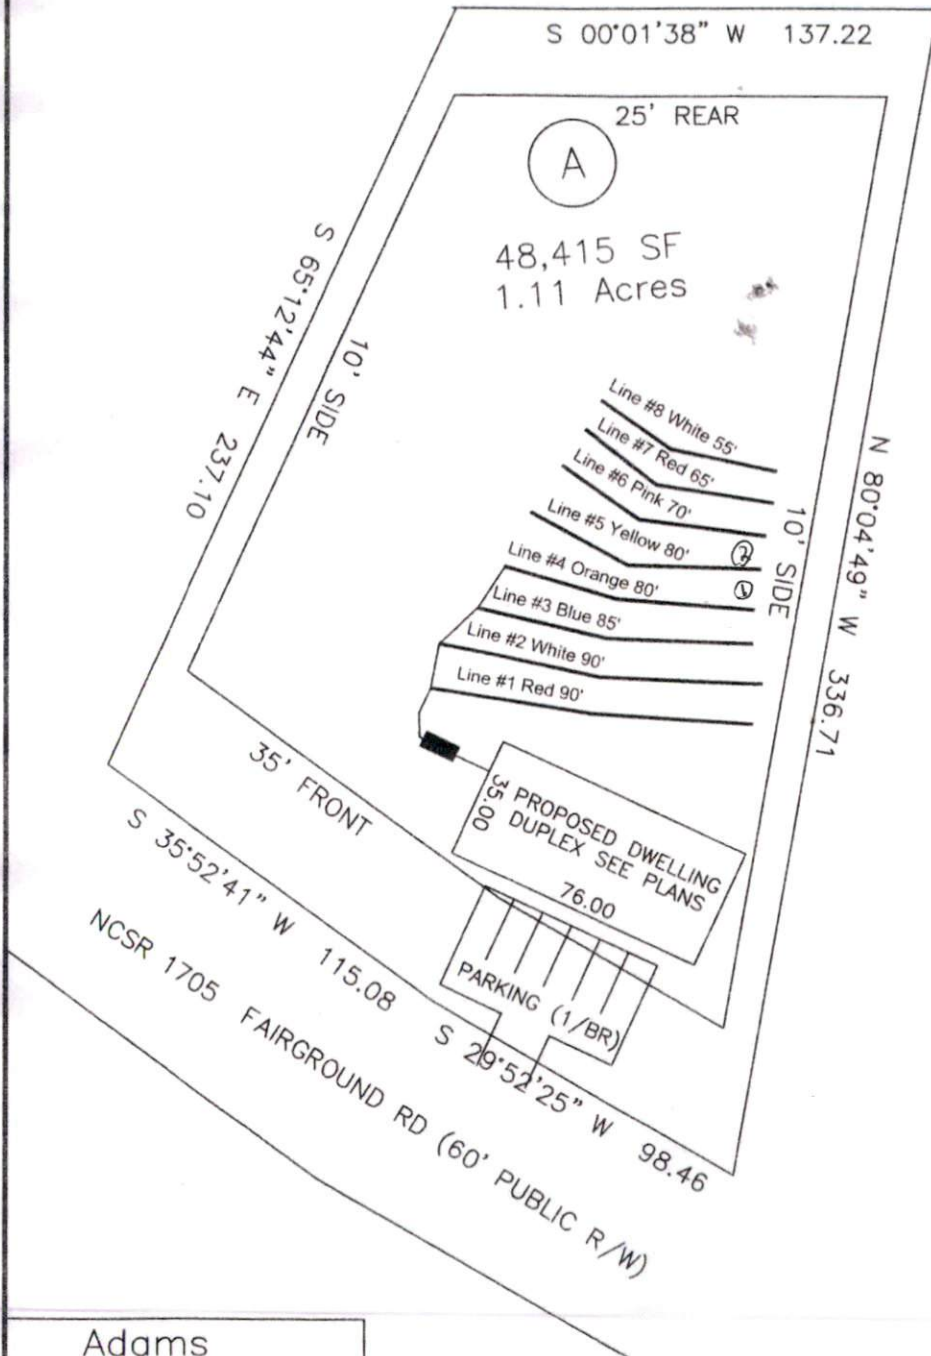 S 00°01'38" W 137.22
25' REAR
A
48,415 SF
1.11 Acres
S 65°12'44" E 237.10
10' SIDE
Line #8 White 55'
Line #7 Red 65'
Line #6 Pink 70'
Line #5 Yellow 80'
Line #4 Orange 80'
Line #3 Blue 85'
Line #2 White 90'
Line #1 Red 90'
10' SIDE
N 80°04'49" W 336.71
35' FRONT
35.00
PROPOSED DWELLING
DUPLEX SEE PLANS
76.00
PARKING (1/BR)
S 35°52'41" W 115.08
S 29°52'25" W 98.46
NCSR 1705 FAIRGROUND RD (60' PUBLIC R/W)
Adams